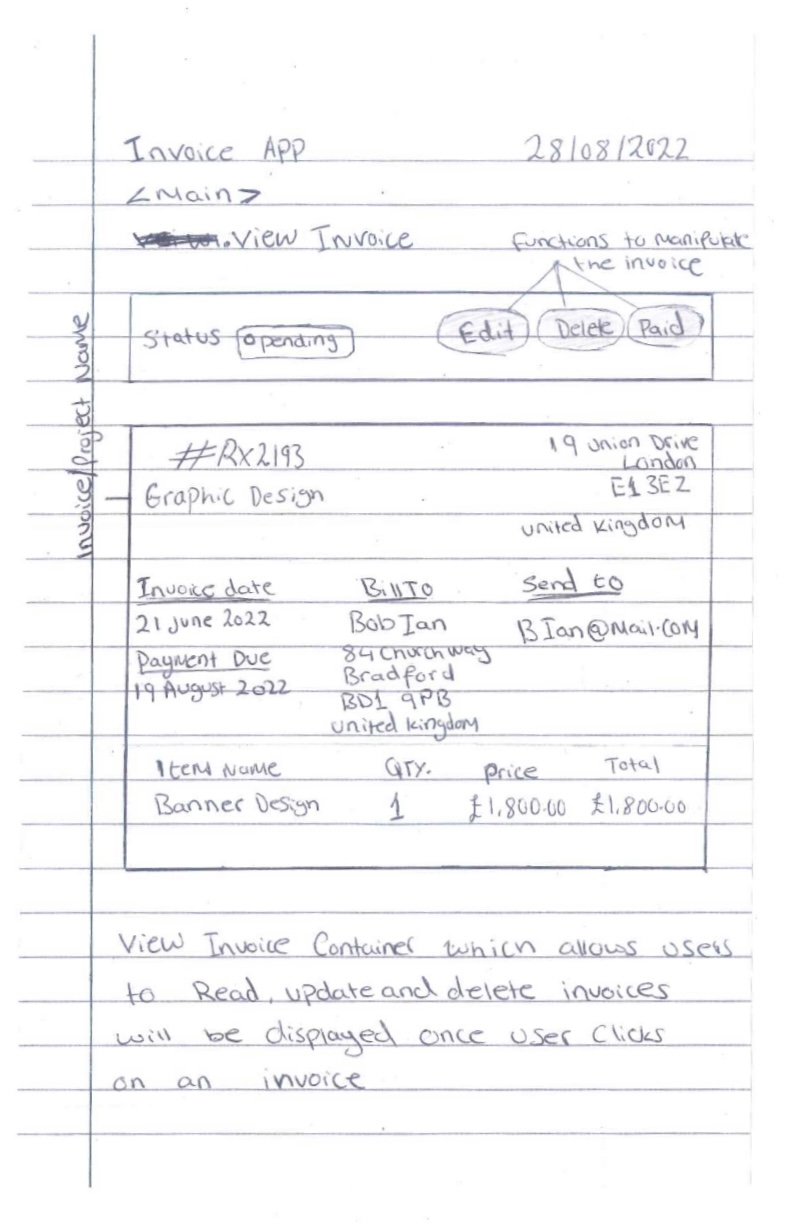 Invoice APP 28/08/2022
<Main>
View Invoice
Functions to manipulate
the invoice
Status pending Edit Delete Paid
Invoice/Project Name
#RX2193
Graphic Design
19 Union Drive
London
E1 3EZ
United Kingdom
Invoice date
21 June 2022
Payment Due
19 August 2022
Bill To
Bob Ian
84 Church way
Bradford
BD1 9PB
United Kingdom
Send to
BIan@Mail.com
Item Name QTY. Price Total
Banner Design 1 £1,800.00 £1,800.00
View Invoice Container which allows users
to Read, update and delete invoices
will be displayed once user Clicks
on an invoice